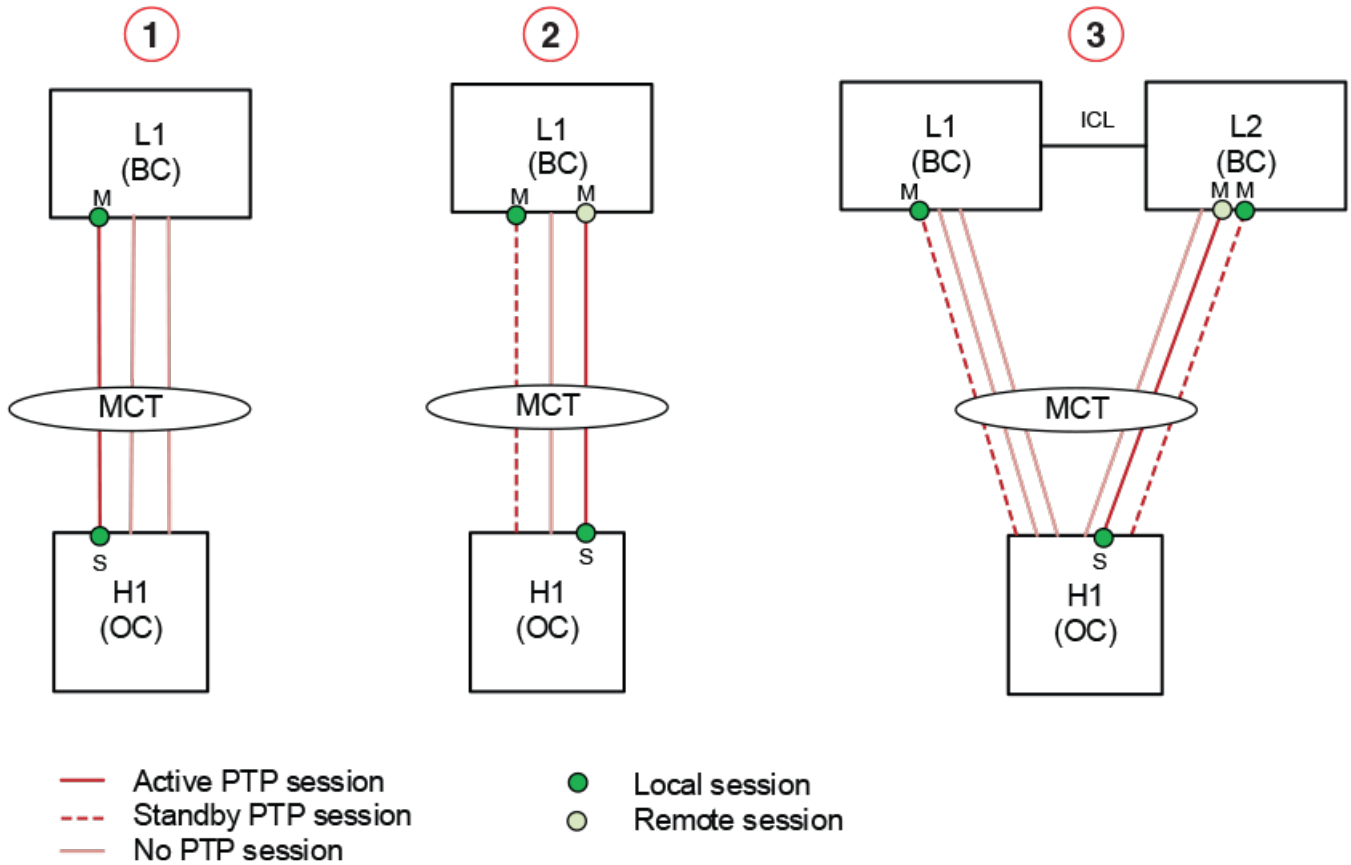 1
2
3
L1
(BC)
M
MCT
S
H1
(OC)
L1
(BC)
M
M
MCT
S
H1
(OC)
L1
(BC)
M
ICL
L2
(BC)
M M
MCT
S
H1
(OC)
Active PTP session
Standby PTP session
No PTP session
Local session
Remote session